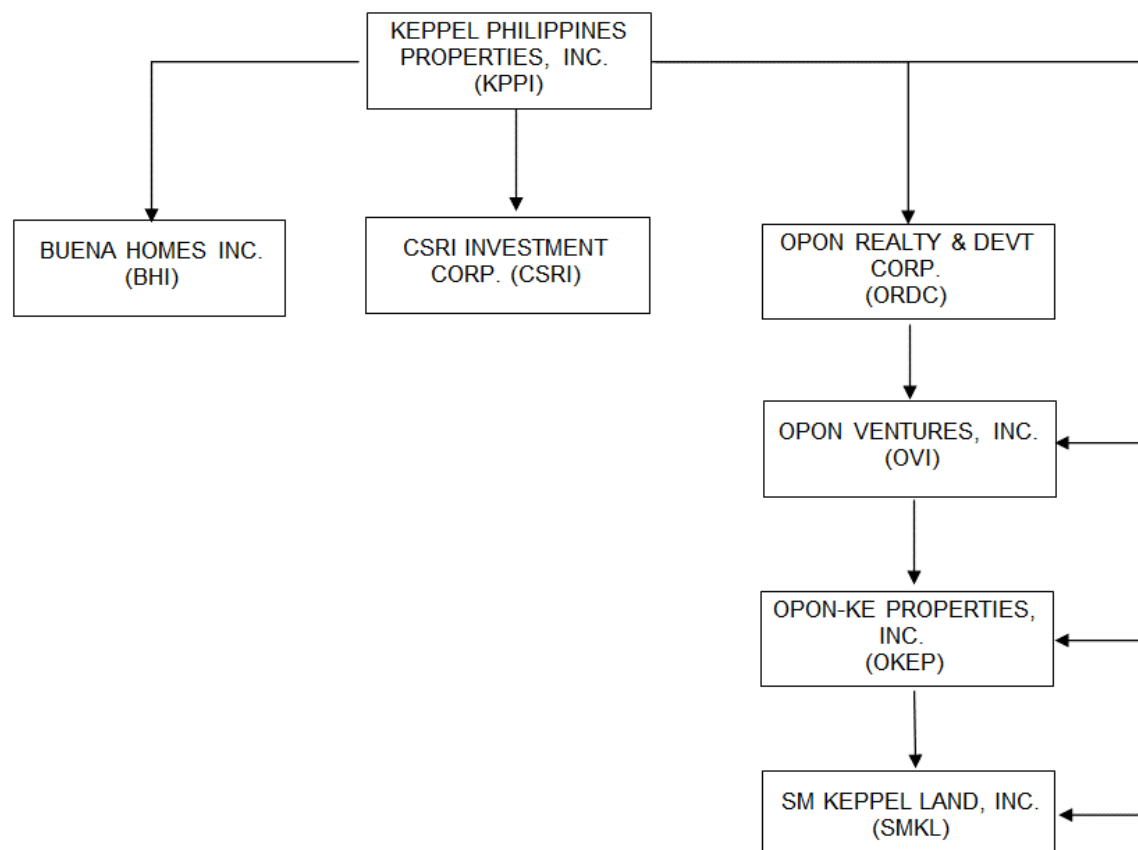 KEPPEL PHILIPPINES
PROPERTIES, INC.
(KPPI)
BUENA HOMES INC.
(BHI)
CSRI INVESTMENT
CORP. (CSRI)
OPON REALTY & DEVT
CORP.
(ORDC)
OPON VENTURES, INC.
(OVI)
OPON-KE PROPERTIES,
INC.
(OKEP)
SM KEPPEL LAND, INC.
(SMKL)